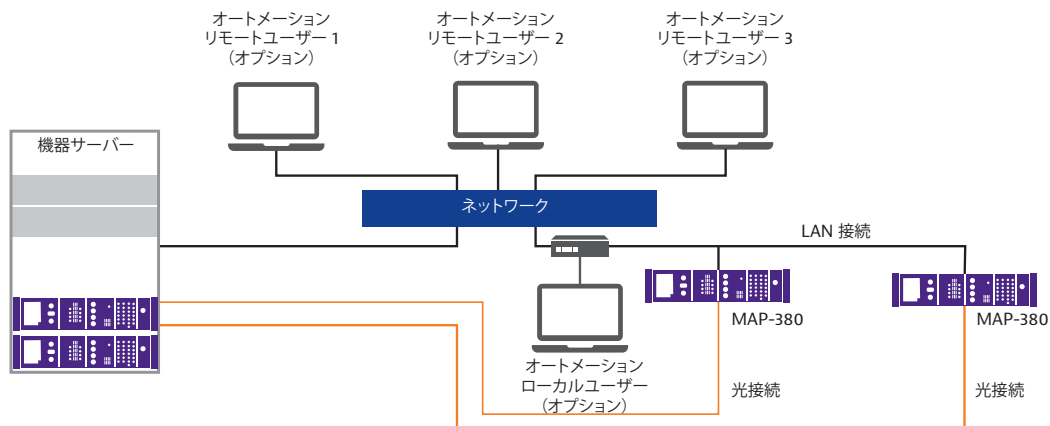 オートメーション
リモートユーザー 1
（オプション）
オートメーション
リモートユーザー 2
（オプション）
オートメーション
リモートユーザー 3
（オプション）
機器サーバー
ネットワーク
LAN 接続
MAP-380
MAP-380
オートメーション
ローカルユーザー
（オプション）
光接続
光接続